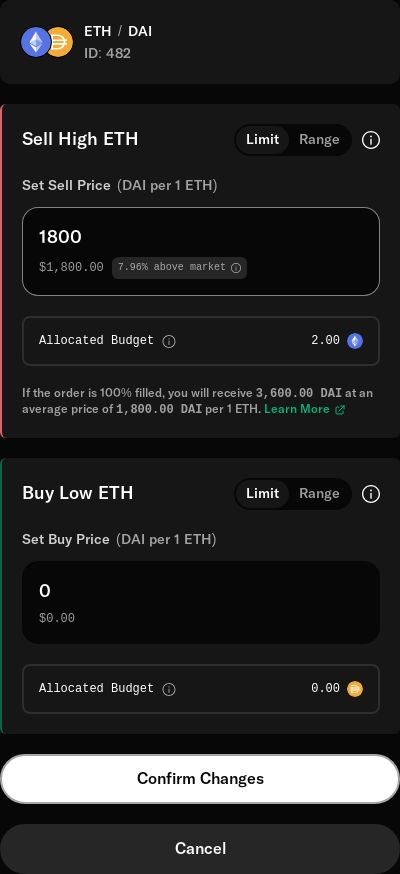 ETH / DAI
ID: 482
Sell High ETH
Limit Range
Set Sell Price (DAI per 1 ETH)
1800
$1,800.00 7.96% above market
Allocated Budget 2.00
If the order is 100% filled, you will receive 3,600.00 DAI at an
average price of 1,800.00 DAI per 1 ETH. Learn More
Buy Low ETH
Limit Range
Set Buy Price (DAI per 1 ETH)
0
$0.00
Allocated Budget 0.00
Confirm Changes
Cancel